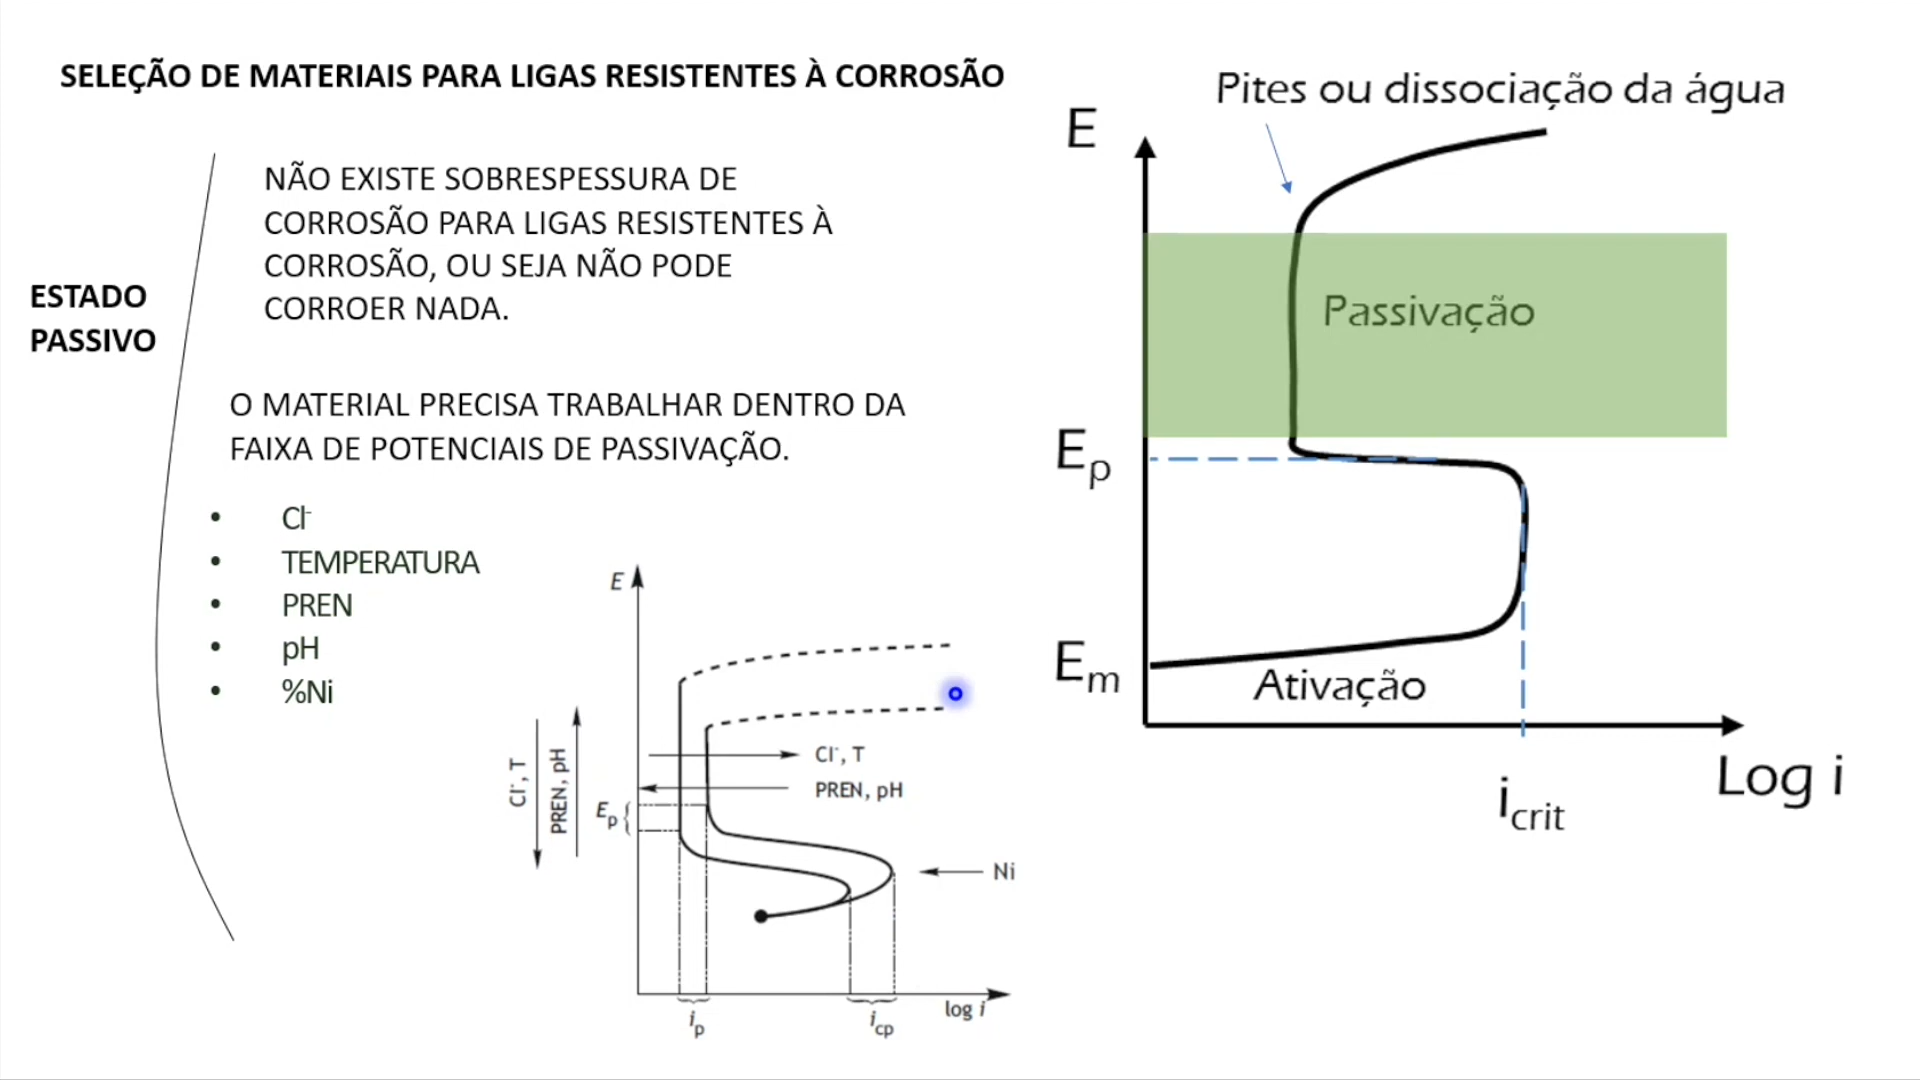 SELEÇÃO DE MATERIAIS PARA LIGAS RESISTENTES À CORROSÃO
ESTADO
PASSIVO
NÃO EXISTE SOBRESPESSURA DE
CORROSÃO PARA LIGAS RESISTENTES À
CORROSÃO, OU SEJA NÃO PODE
CORROER NADA.
O MATERIAL PRECISA TRABALHAR DENTRO DA
FAIXA DE POTENCIAIS DE PASSIVAÇÃO.
• Cl⁻
• TEMPERATURA
• PREN
• pH
• %Ni
E
Cl⁻, T
PREN, pH
Cl⁻, T
PREN, pH
Ep
Ni
log i
ip
icp
Pites ou dissociação da água
E
Passivação
Ep
Em
Ativação
Log i
icrit